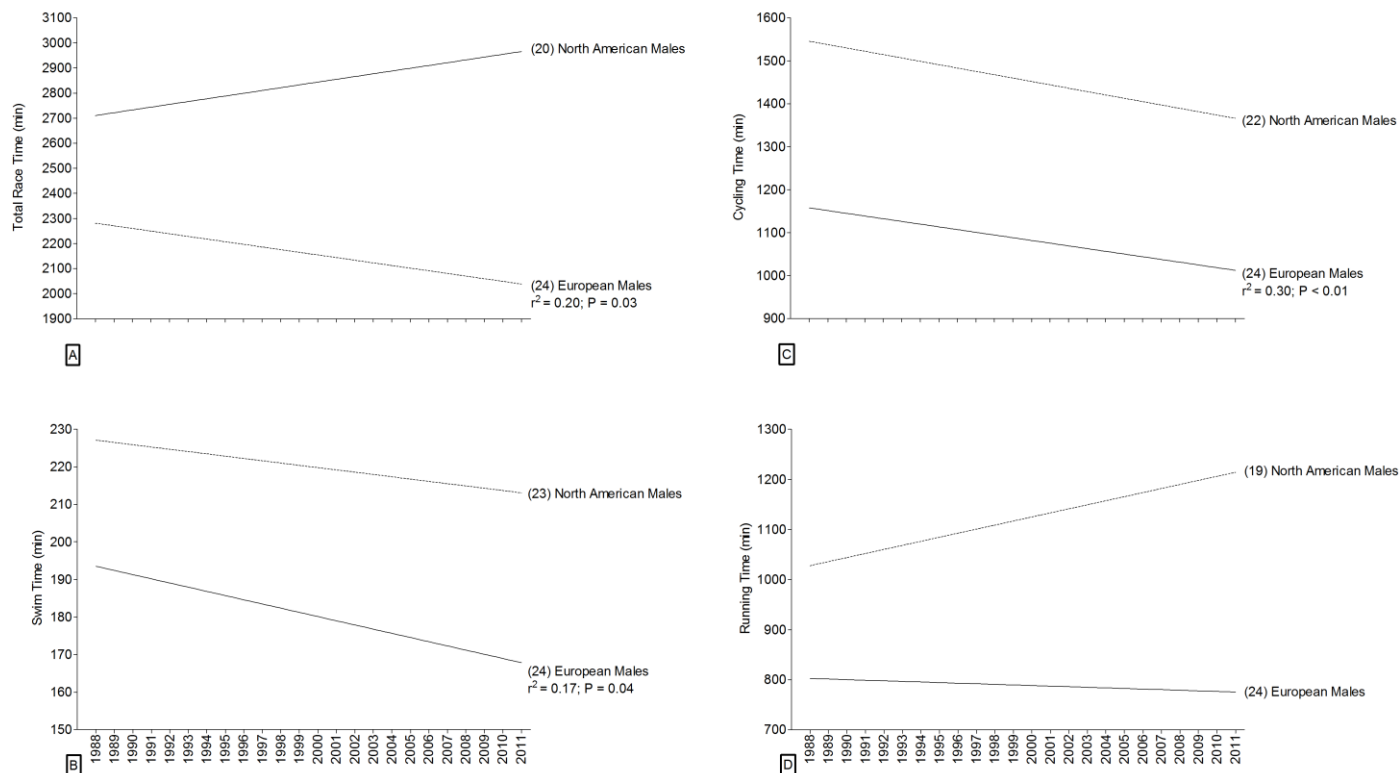 Total Race Time (min)
3100
3000
2900
2800
2700
2600
2500
2400
2300
2200
2100
2000
1900
(20) North American Males
(24) European Males
r² = 0.20; P = 0.03
A
Cycling Time (min)
1600
1500
1400
1300
1200
1100
1000
900
(22) North American Males
(24) European Males
r² = 0.30; P < 0.01
C
Swim Time (min)
230
220
210
200
190
180
170
160
150
(23) North American Males
(24) European Males
r² = 0.17; P = 0.04
1988 1989 1990 1991 1992 1993 1994 1995 1996 1997 1998 1999 2000 2001 2002 2003 2004 2005 2006 2007 2008 2009 2010 2011
B
Running Time (min)
1300
1200
1100
1000
900
800
700
(19) North American Males
(24) European Males
1988 1989 1990 1991 1992 1993 1994 1995 1996 1997 1998 1999 2000 2001 2002 2003 2004 2005 2006 2007 2008 2009 2010 2011
D